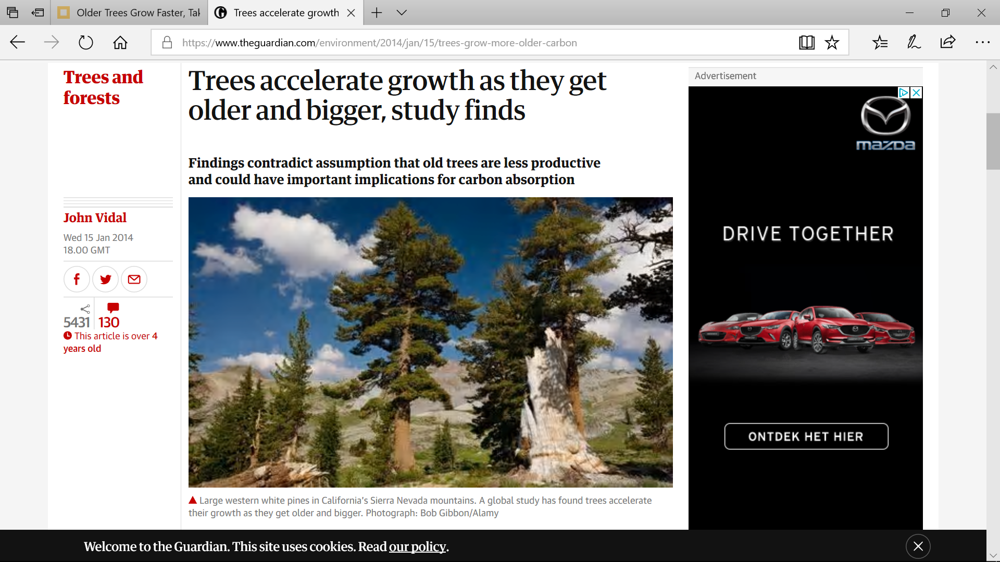 Older Trees Grow Faster, Tak
Trees accelerate growth
https://www.theguardian.com/environment/2014/jan/15/trees-grow-more-older-carbon
Trees and
forests
Trees accelerate growth as they get
older and bigger, study finds
Findings contradict assumption that old trees are less productive
and could have important implications for carbon absorption
John Vidal
Wed 15 Jan 2014
18.00 GMT
5431
130
This article is over 4
years old
Large western white pines in California's Sierra Nevada mountains. A global study has found trees accelerate
their growth as they get older and bigger. Photograph: Bob Gibbon/Alamy
Advertisement
mazda
DRIVE TOGETHER
ONTDEK HET HIER
Welcome to the Guardian. This site uses cookies. Read our policy.